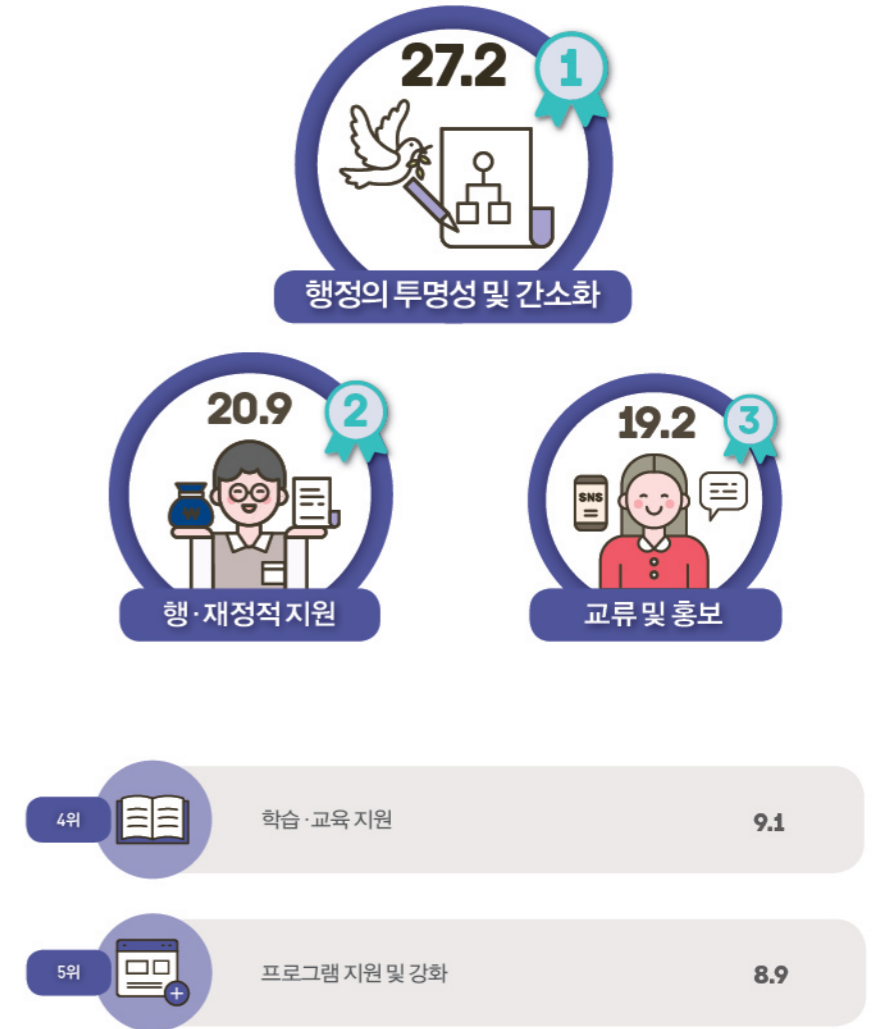 27.2
1
행정의 투명성 및 간소화
20.9
2
₩
행·재정적 지원
19.2
3
SNS
교류 및 홍보
4위
학습·교육 지원
9.1
5위
프로그램 지원 및 강화
8.9